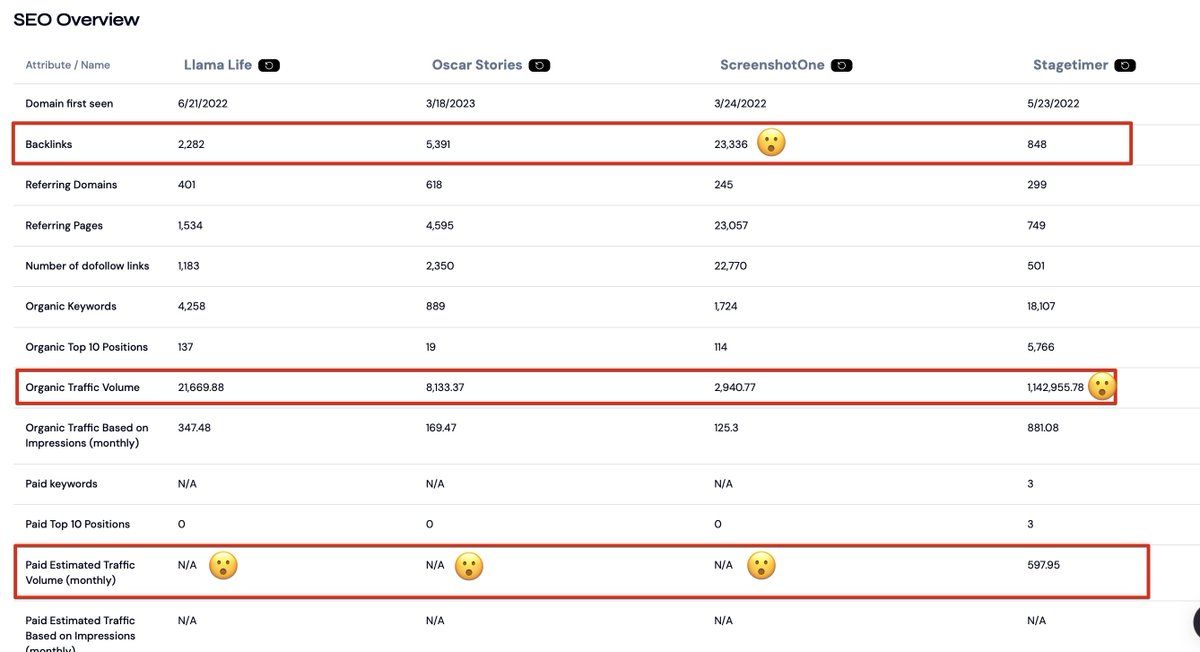 SEO Overview
Attribute / Name Llama Life Oscar Stories ScreenshotOne Stagetimer
Domain first seen 6/21/2022 3/18/2023 3/24/2022 5/23/2022
Backlinks 2,282 5,391 23,336 848
Referring Domains 401 618 245 299
Referring Pages 1,534 4,595 23,057 749
Number of dofollow links 1,183 2,350 22,770 501
Organic Keywords 4,258 889 1,724 18,107
Organic Top 10 Positions 137 19 114 5,766
Organic Traffic Volume 21,669.88 8,133.37 2,940.77 1,142,955.78
Organic Traffic Based on 347.48 169.47 125.3 881.08
Impressions (monthly)
Paid keywords N/A N/A N/A 3
Paid Top 10 Positions 0 0 0 3
Paid Estimated Traffic N/A N/A N/A 597.95
Volume (monthly)
Paid Estimated Traffic N/A N/A N/A N/A
Based on Impressions
(monthly)